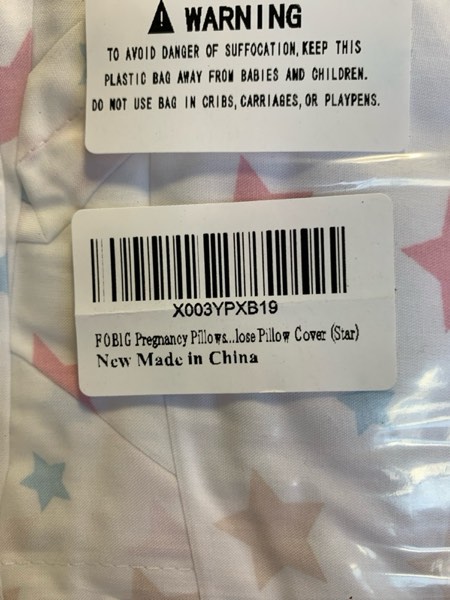 WARNING
TO AVOID DANGER OF SUFFOCATION, KEEP THIS
PLASTIC BAG AWAY FROM BABIES AND CHILDREN.
DO NOT USE BAG IN CRIBS, CARRIAGES, OR PLAYPENS.
X003YPXB19
FOBIG Pregnancy Pillows...lose Pillow Cover (Star)
New Made in China